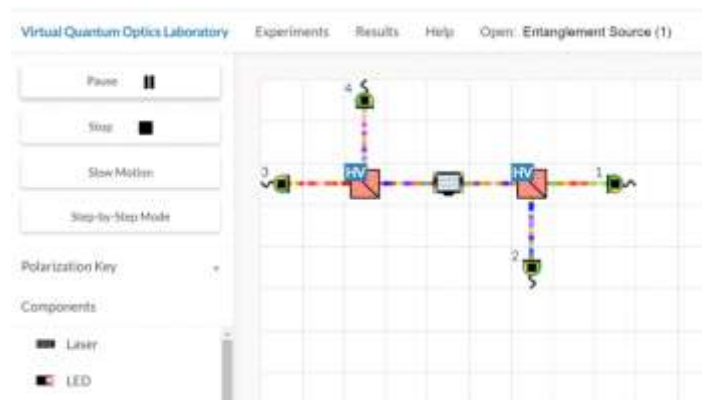 Virtual Quantum Optics Laboratory Experiments Results Help Open: Entanglement Source (1)
Pause
Stop
Slow Motion
Step-by-Step Mode
Polarization Key
Components
Laser
LED
4
3 HV HV 1
2